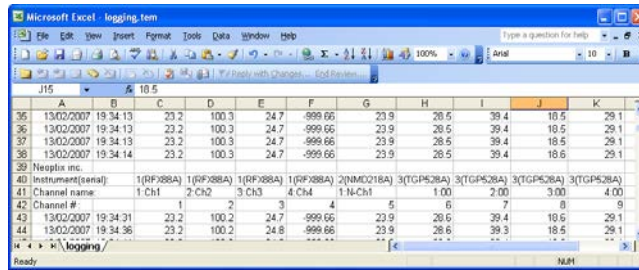 Microsoft Excel - logging.tem
File Edit View Insert Format Tools Data Window Help Type a question for help
100% Arial 10 B
Reply with Changes... End Review...
J15 fx 18.5
A B C D E F G H I J K
35 13/02/2007 19:34:13 23.2 100.3 24.7 -999.66 23.9 28.5 39.4 18.5 29.1
36 13/02/2007 19:34:13 23.2 100.3 24.7 -999.66 23.9 28.5 39.4 18.5 29.1
37 13/02/2007 19:34:13 23.2 100.3 24.7 -999.66 23.9 28.5 39.4 18.5 29.1
38 13/02/2007 19:34:14 23.2 100.3 24.7 -999.66 23.9 28.5 39.4 18.5 29.1
39 Neoptix inc.
40 Instrument(serial): 1(RFX88A) 1(RFX88A) 1(RFX88A) 1(RFX88A) 2(NMD218A) 3(TGP528A) 3(TGP528A) 3(TGP528A) 3(TGP528A)
41 Channel name: 1:Ch1 2:Ch2 3:Ch3 4:Ch4 1:N-Ch1 1:00 2:00 3:00 4:00
42 Channel # : 1 2 3 4 5 6 7 8 9
43 13/02/2007 19:34:31 23.2 100.2 24.7 -999.66 23.9 28.6 39.4 18.6 29.1
44 13/02/2007 19:34:36 23.2 100.2 24.8 -999.66 23.9 28.6 39.3 18.5 29.1
logging
Ready NUM